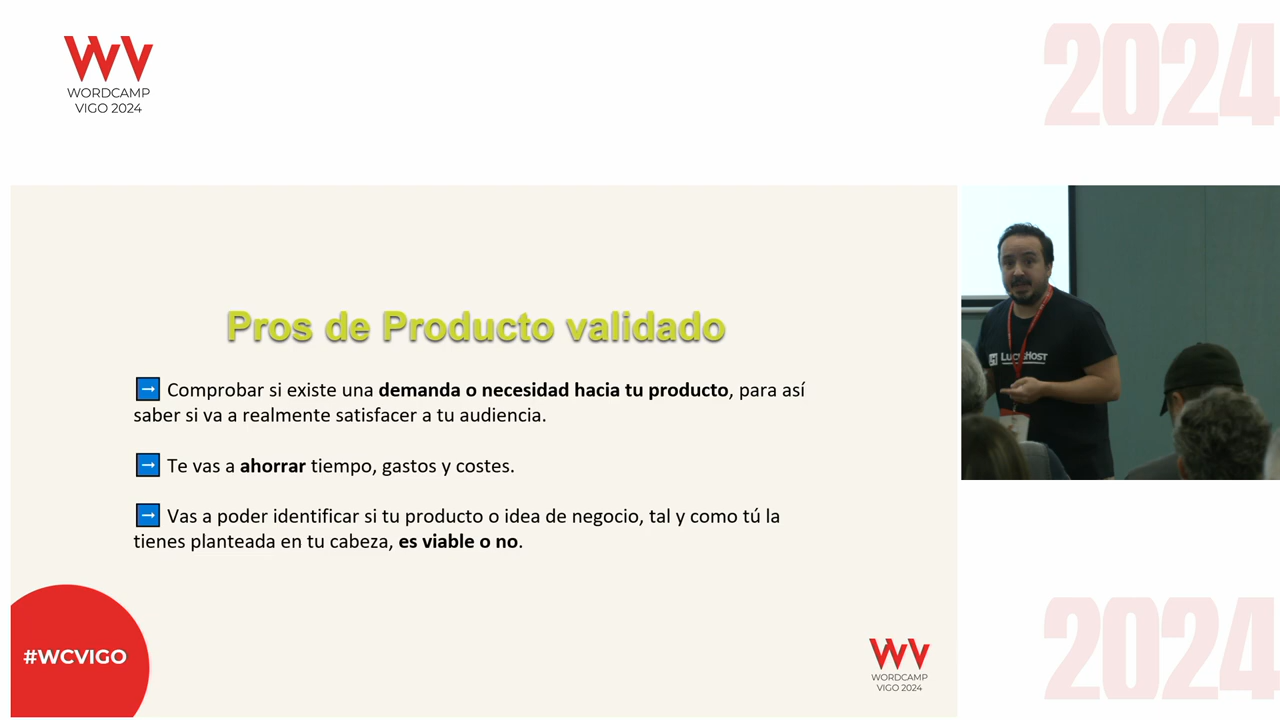 WORDCAMP
VIGO 2024
2024
Pros de Producto validado
➡ Comprobar si existe una demanda o necesidad hacia tu producto, para así
saber si va a realmente satisfacer a tu audiencia.
➡ Te vas a ahorrar tiempo, gastos y costes.
➡ Vas a poder identificar si tu producto o idea de negocio, tal y como tú la
tienes planteada en tu cabeza, es viable o no.
#WCVIGO
WORDCAMP
VIGO 2024
2024